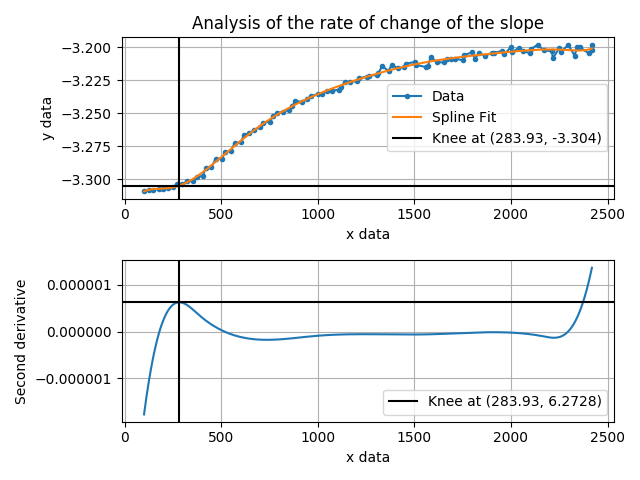 Analysis of the rate of change of the slope
−3.200
−3.225
−3.250
−3.275
−3.300
y data
Data
Spline Fit
Knee at (283.93, -3.304)
0
500
1000
1500
2000
2500
x data
0.000001
0.000000
−0.000001
Second derivative
Knee at (283.93, 6.2728)
0
500
1000
1500
2000
2500
x data